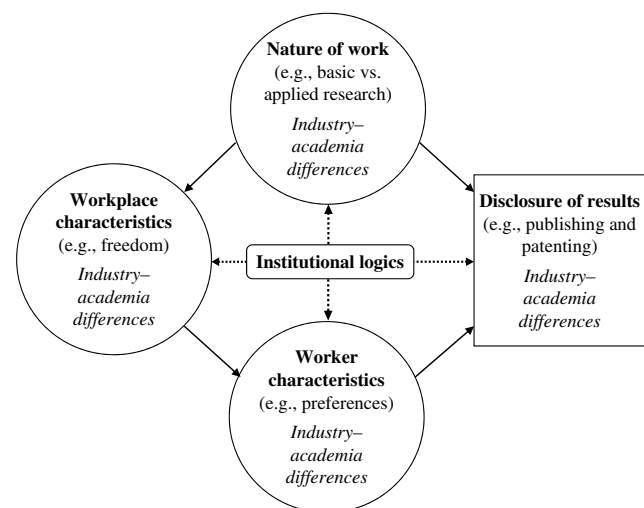 Nature of work
(e.g., basic vs.
applied research)
Industry–
academia
differences
Workplace
characteristics
(e.g., freedom)
Industry–
academia
differences
Institutional logics
Disclosure of results
(e.g., publishing and
patenting)
Industry–
academia
differences
Worker
characteristics
(e.g., preferences)
Industry–
academia
differences